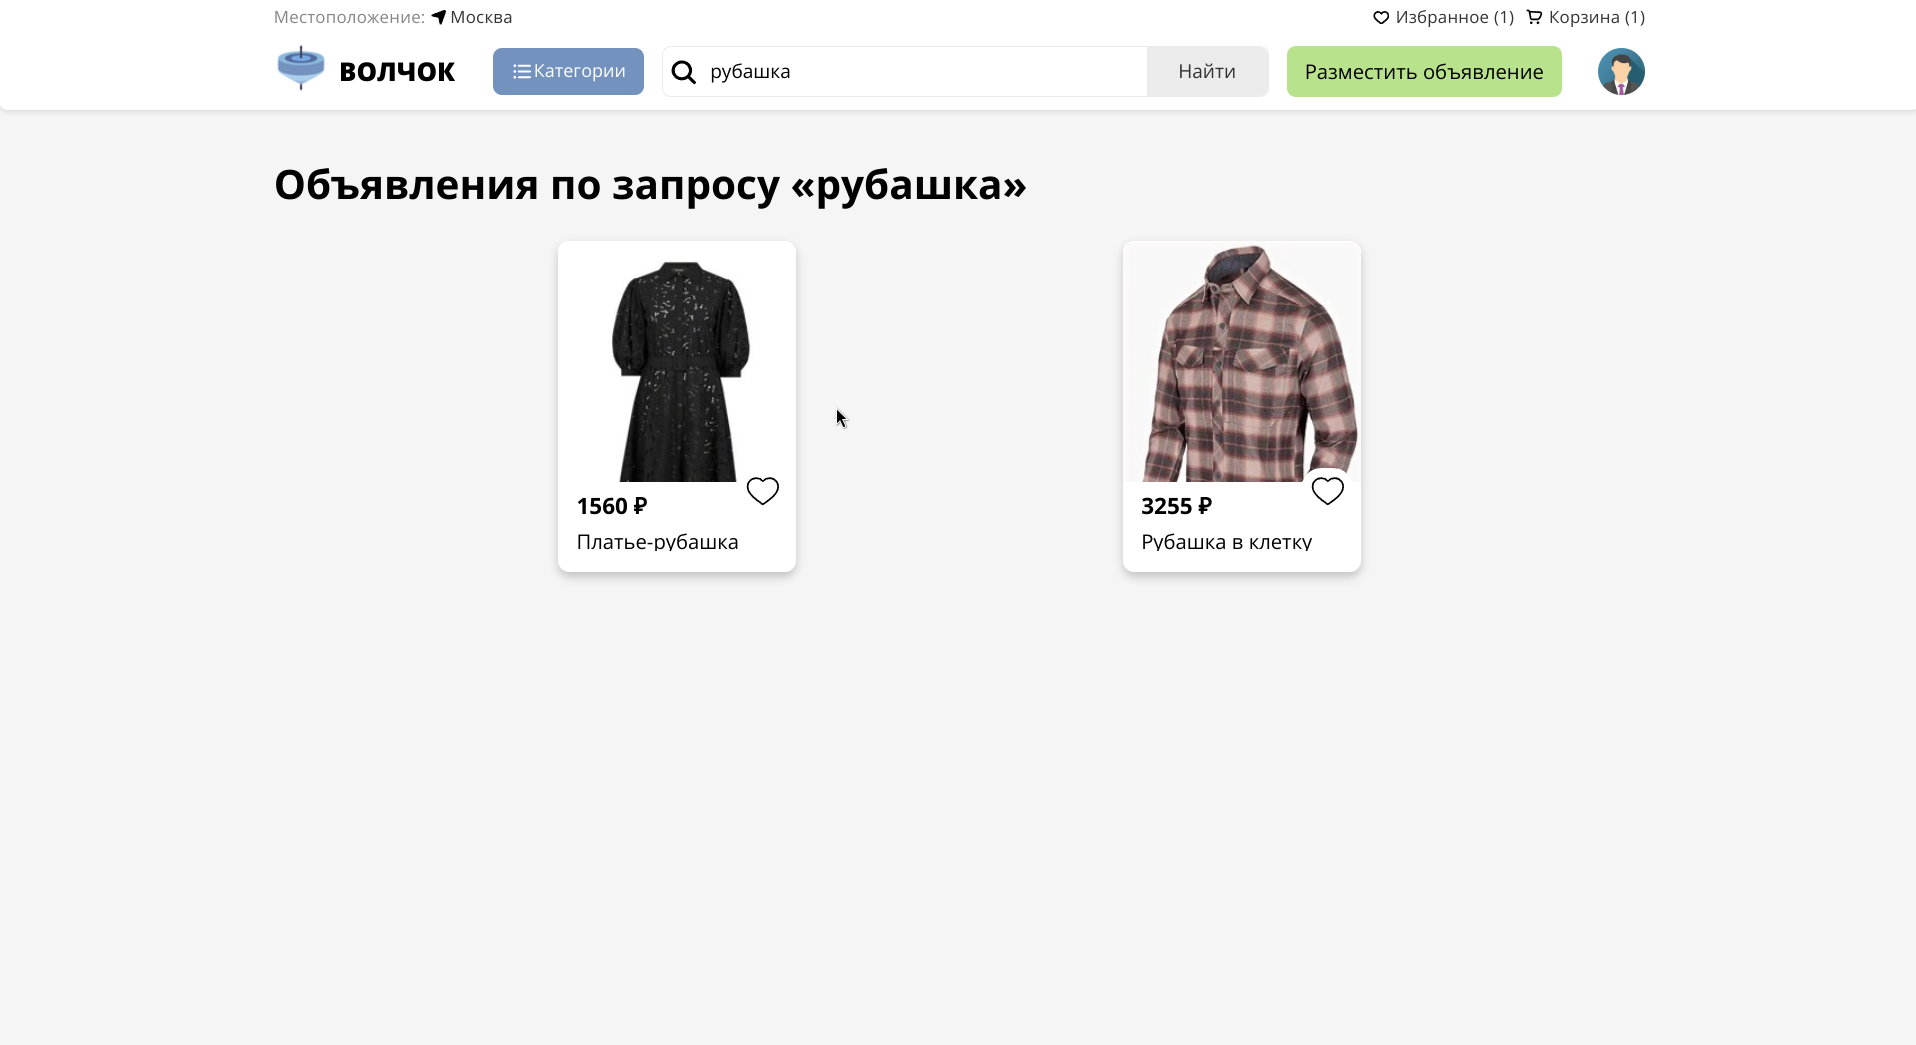 Местоположение: Москва
Избранное (1) Корзина (1)
ВОЛЧОК
Категории
рубашка
Найти
Разместить объявление
Объявления по запросу «рубашка»
1560 ₽
Платье-рубашка
3255 ₽
Рубашка в клетку